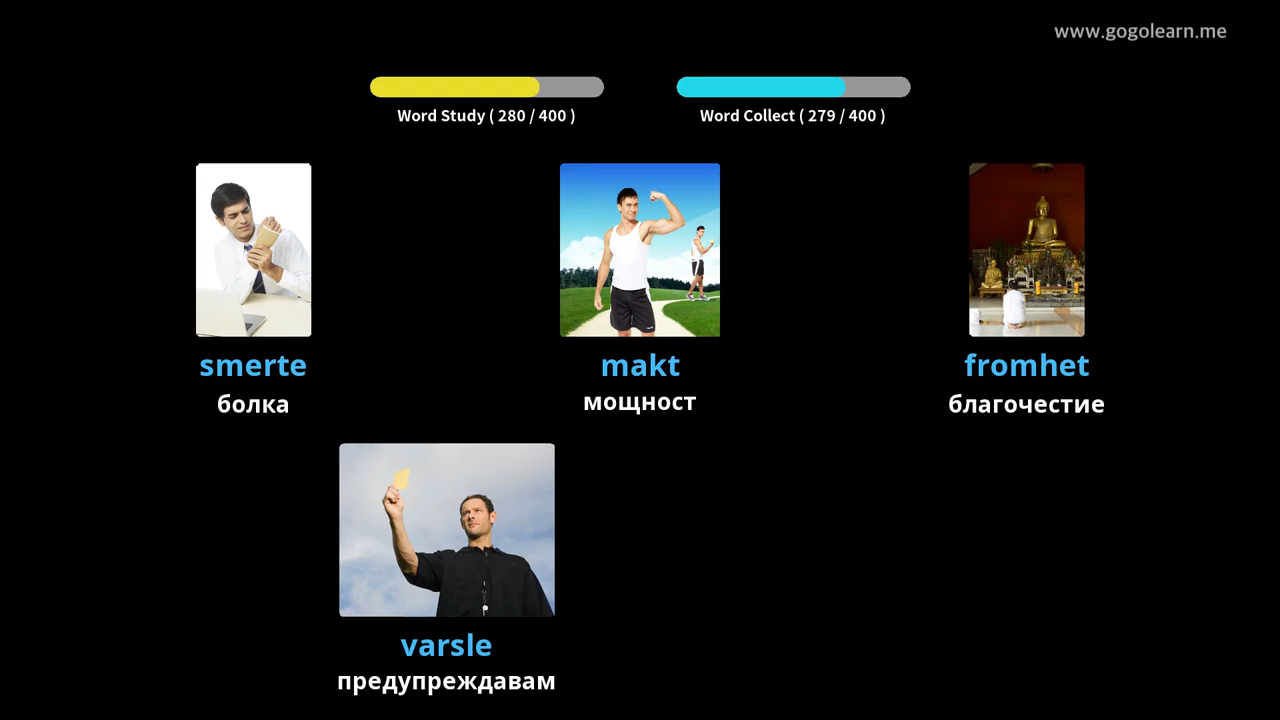 www.gogolearn.me
Word Study ( 280 / 400 )
Word Collect ( 279 / 400 )
smerte
болка
makt
мощност
fromhet
благочестие
varsle
предупреждавам